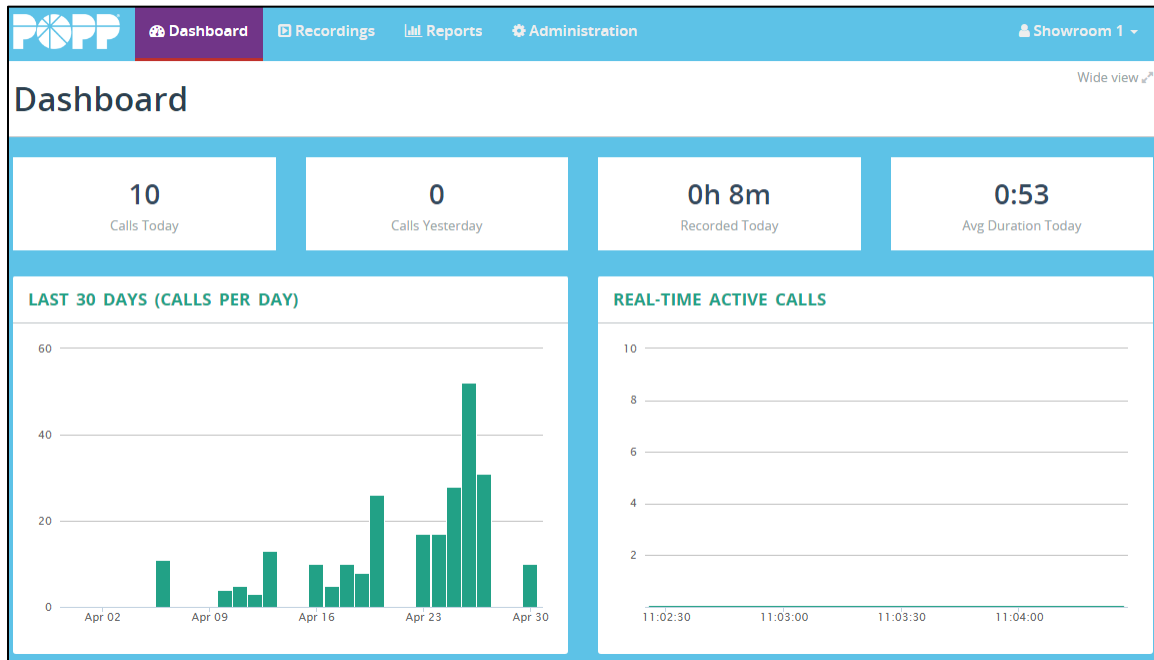 POPP Dashboard Recordings Reports Administration Showroom 1
Wide view
Dashboard
10
Calls Today
0
Calls Yesterday
0h 8m
Recorded Today
0:53
Avg Duration Today
LAST 30 DAYS (CALLS PER DAY)
60
40
20
0
Apr 02 Apr 09 Apr 16 Apr 23 Apr 30
REAL-TIME ACTIVE CALLS
10
8
6
4
2
11:02:30 11:03:00 11:03:30 11:04:00